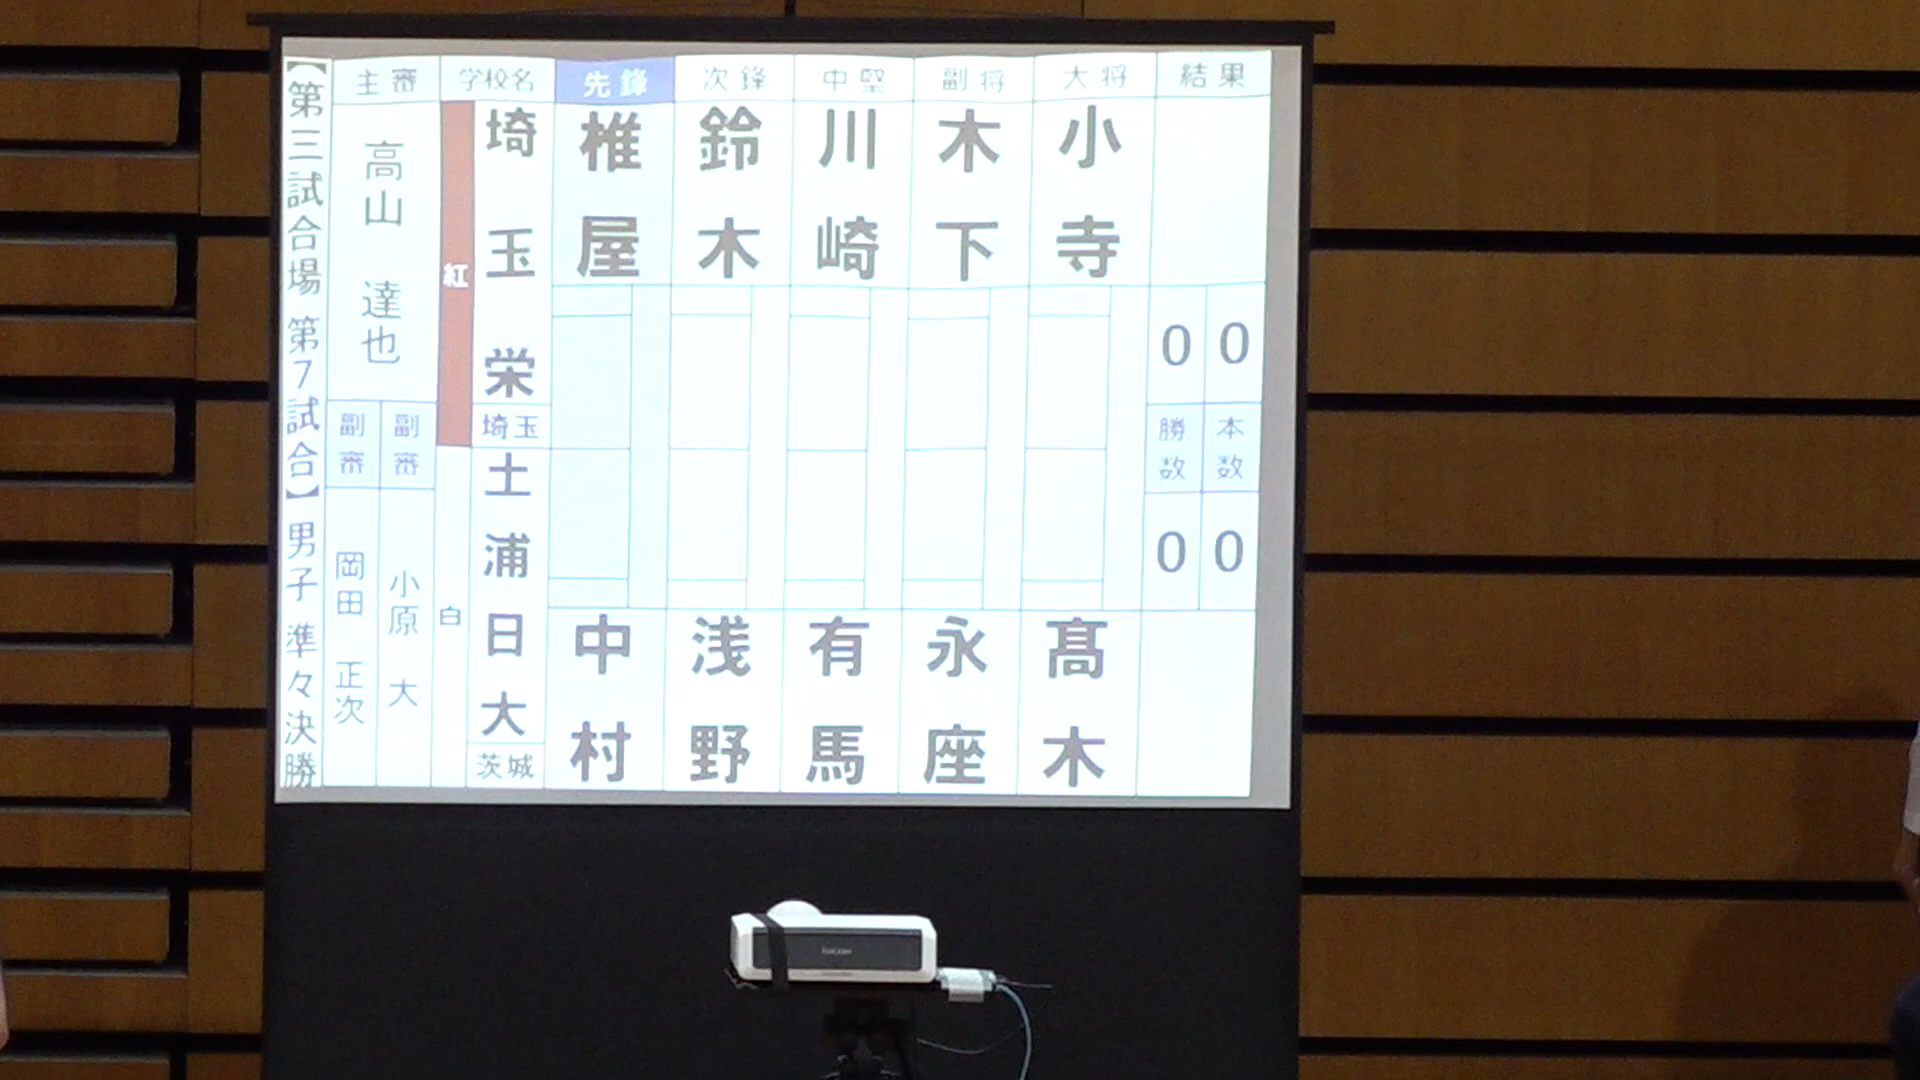 【第三試合場 第7試合】男子 準々決勝
主審 学校名 先鋒 次鋒 中堅 副将 大将 結果
高山 達也
副審 副審
岡田 正次
小原 大
紅
埼玉栄
埼玉
椎屋 鈴木 川崎 木下 小寺
0 0
勝数 本数
0 0
白
土浦日大
茨城
中村 浅野 有馬 永座 髙木
RICOH